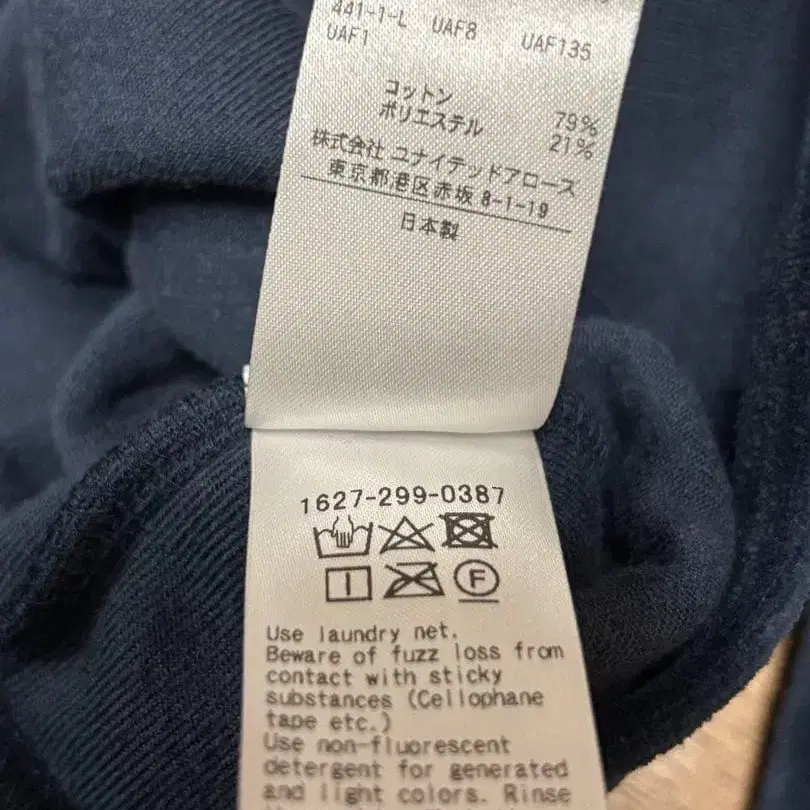 441-1-L UAF8 UAF135
UAF1
コットン 79%
ポリエステル 21%
株式会社 ユナイテッドアローズ
東京都港区赤坂 8-1-19
日本製
1627-299-0387
F
Use laundry net.
Beware of fuzz loss from
contact with sticky
substances (Cellophane
tape etc.)
Use non-fluorescent
detergent for generated
and light colors. Rinse